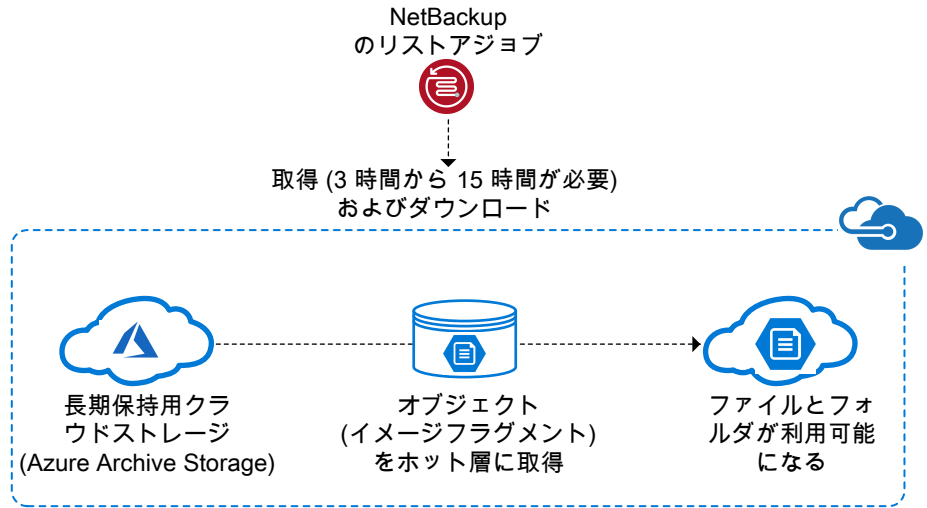 NetBackup
のリストアジョブ
取得 (3 時間から 15 時間が必要)
およびダウンロード
長期保持用クラ
ウドストレージ
(Azure Archive Storage)
オブジェクト
(イメージフラグメント)
をホット層に取得
ファイルとフォ
ルダが利用可能
になる